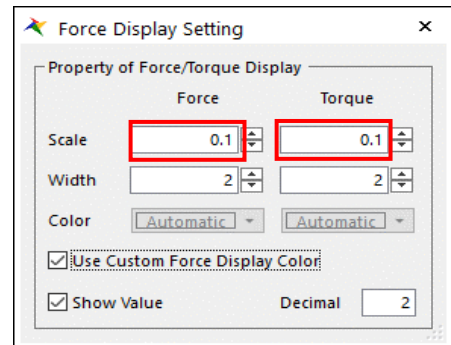 Force Display Setting ×
Property of Force/Torque Display
Force Torque
Scale 0.1 0.1
Width 2 2
Color Automatic Automatic
Use Custom Force Display Color
Show Value Decimal 2